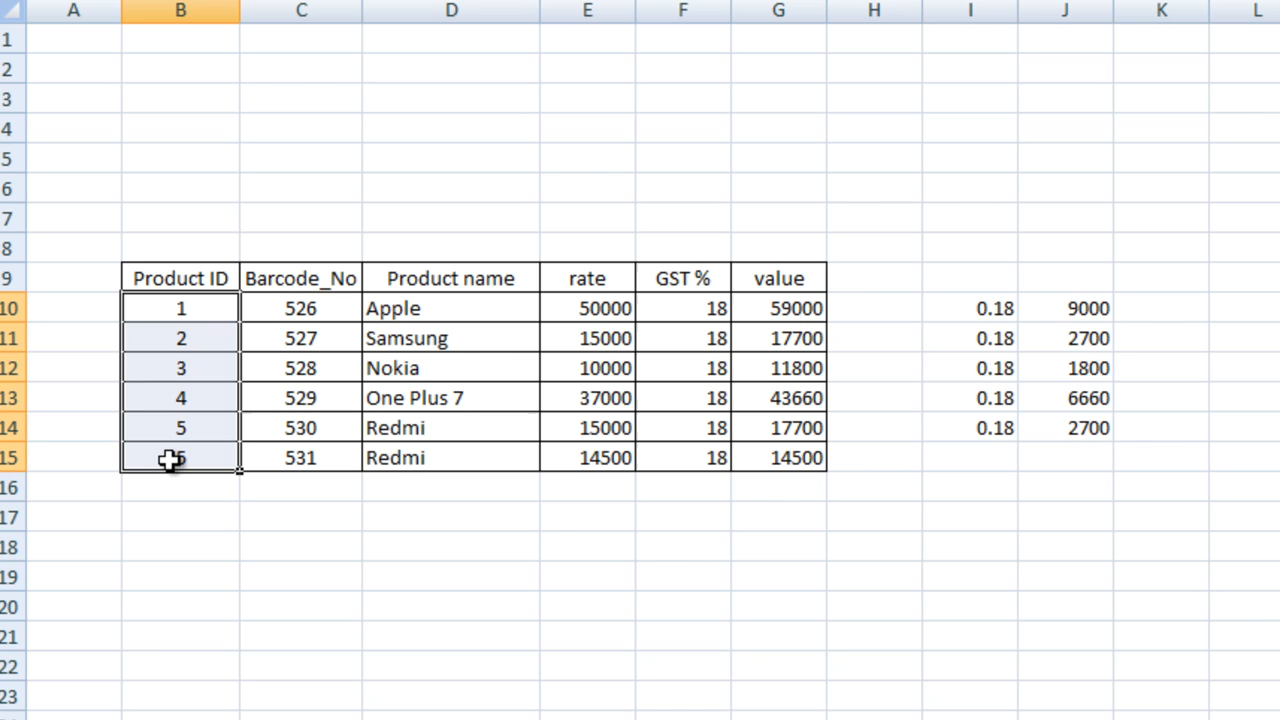 A B C D E F G H I J K L
1
2
3
4
5
6
7
8
9 Product ID Barcode_No Product name rate GST % value
10 1 526 Apple 50000 18 59000 0.18 9000
11 2 527 Samsung 15000 18 17700 0.18 2700
12 3 528 Nokia 10000 18 11800 0.18 1800
13 4 529 One Plus 7 37000 18 43660 0.18 6660
14 5 530 Redmi 15000 18 17700 0.18 2700
15 531 Redmi 14500 18 14500
16
17
18
19
20
21
22
23